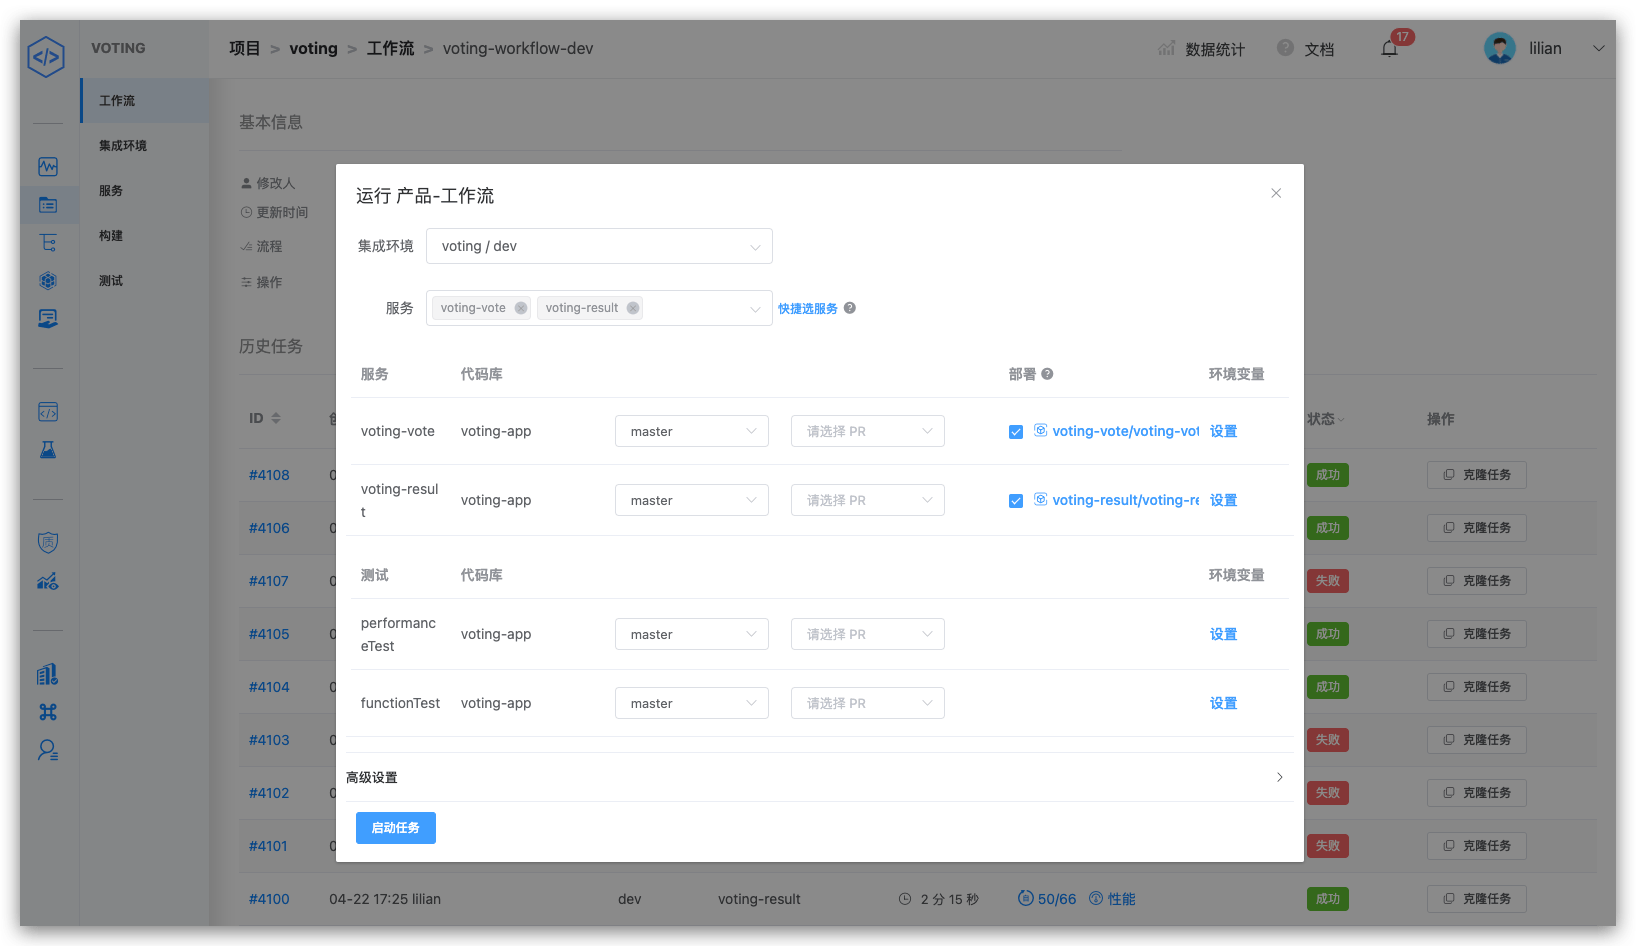 VOTING
项目 > voting > 工作流 > voting-workflow-dev
数据统计
文档
17
lilian
工作流
集成环境
服务
构建
测试
基本信息
修改人
更新时间
流程
操作
历史任务
ID
状态
操作
运行 产品-工作流
集成环境
voting / dev
服务
voting-vote
voting-result
快捷选服务
服务 代码库 部署 环境变量
voting-vote voting-app master 请选择 PR voting-vote/voting-vot 设置
voting-resul
t
voting-app master 请选择 PR voting-result/voting-re 设置
测试 代码库 环境变量
performanc
eTest
voting-app master 请选择 PR 设置
functionTest voting-app master 请选择 PR 设置
高级设置
启动任务
#4108 0 成功 克隆任务
#4106 0 成功 克隆任务
#4107 0 失败 克隆任务
#4105 0 成功 克隆任务
#4104 0 成功 克隆任务
#4103 0 失败 克隆任务
#4102 0 失败 克隆任务
#4101 0 失败 克隆任务
#4100 04-22 17:25 lilian dev voting-result 2 分 15 秒 50/66 性能 成功 克隆任务